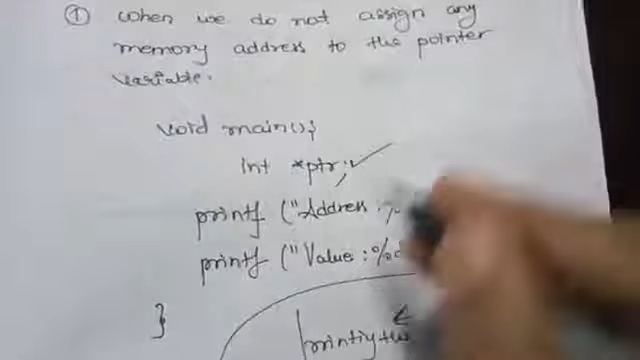 ① when we do not assign any
memory address to the pointer
variable.
void main(){
int *ptr;
printf ("Address :
printf ("Value : %d
}